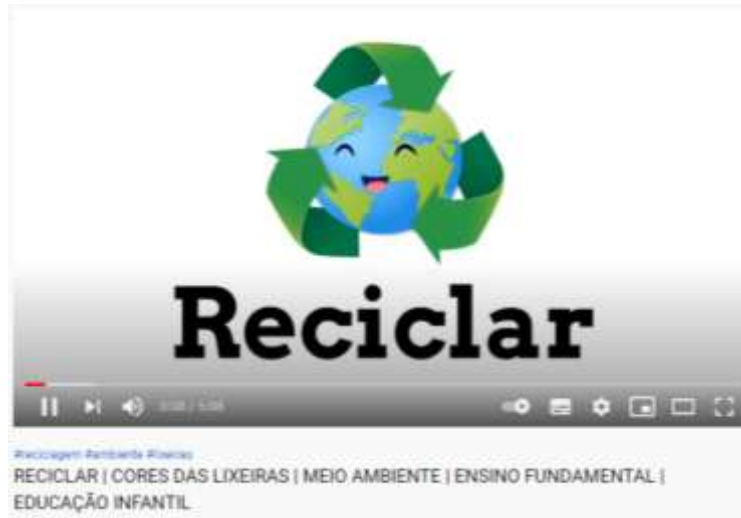 Reciclar
#reciclagem #ambiente #lixeiras
RECICLAR | CORES DAS LIXEIRAS | MEIO AMBIENTE | ENSINO FUNDAMENTAL |
EDUCAÇÃO INFANTIL